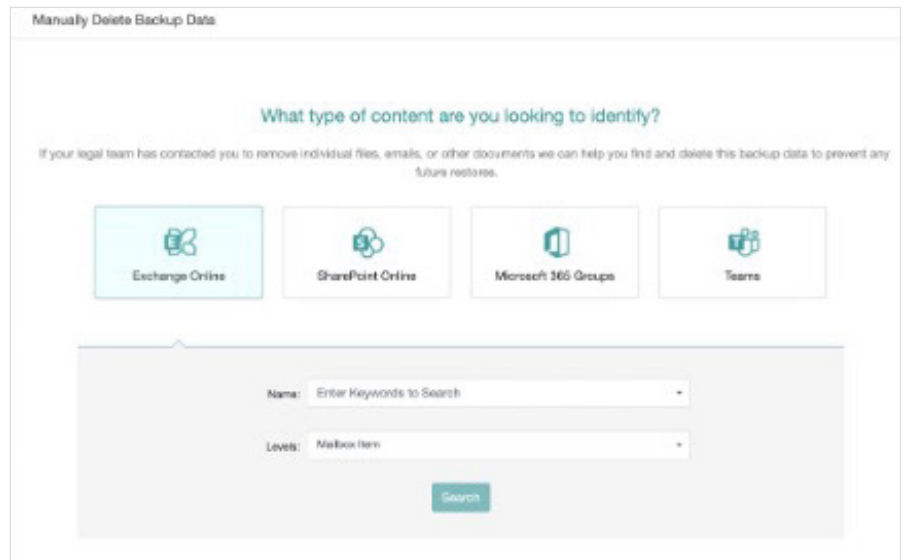 Manually Delete Backup Data
What type of content are you looking to identify?
If your legal team has contacted you to remove individual files, emails, or other documents we can help you find and delete this backup data to prevent any
future restores.
Exchange Online
SharePoint Online
Microsoft 365 Groups
Teams
Name: Enter Keywords to Search
Levels: Mailbox Item
Search